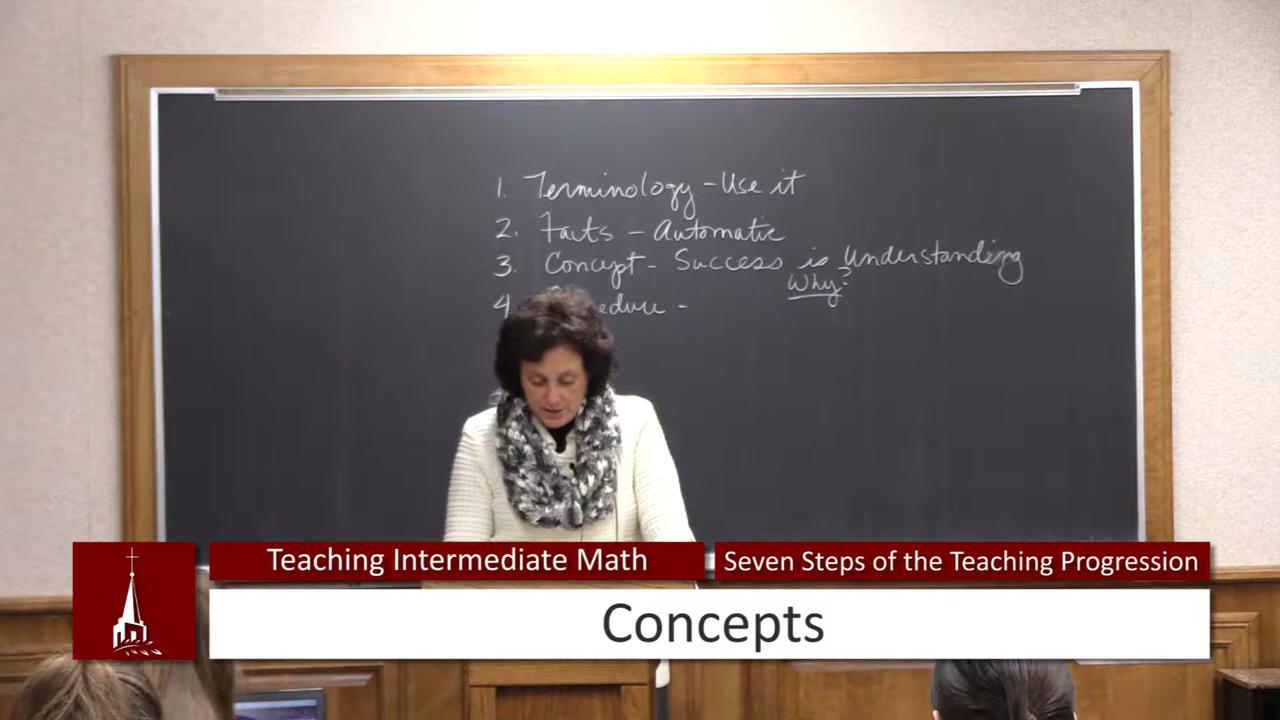 1. Terminology - Use it
2. Facts - Automatic
3. Concept - Success is understanding
Why?
4 edure -
Teaching Intermediate Math
Seven Steps of the Teaching Progression
Concepts